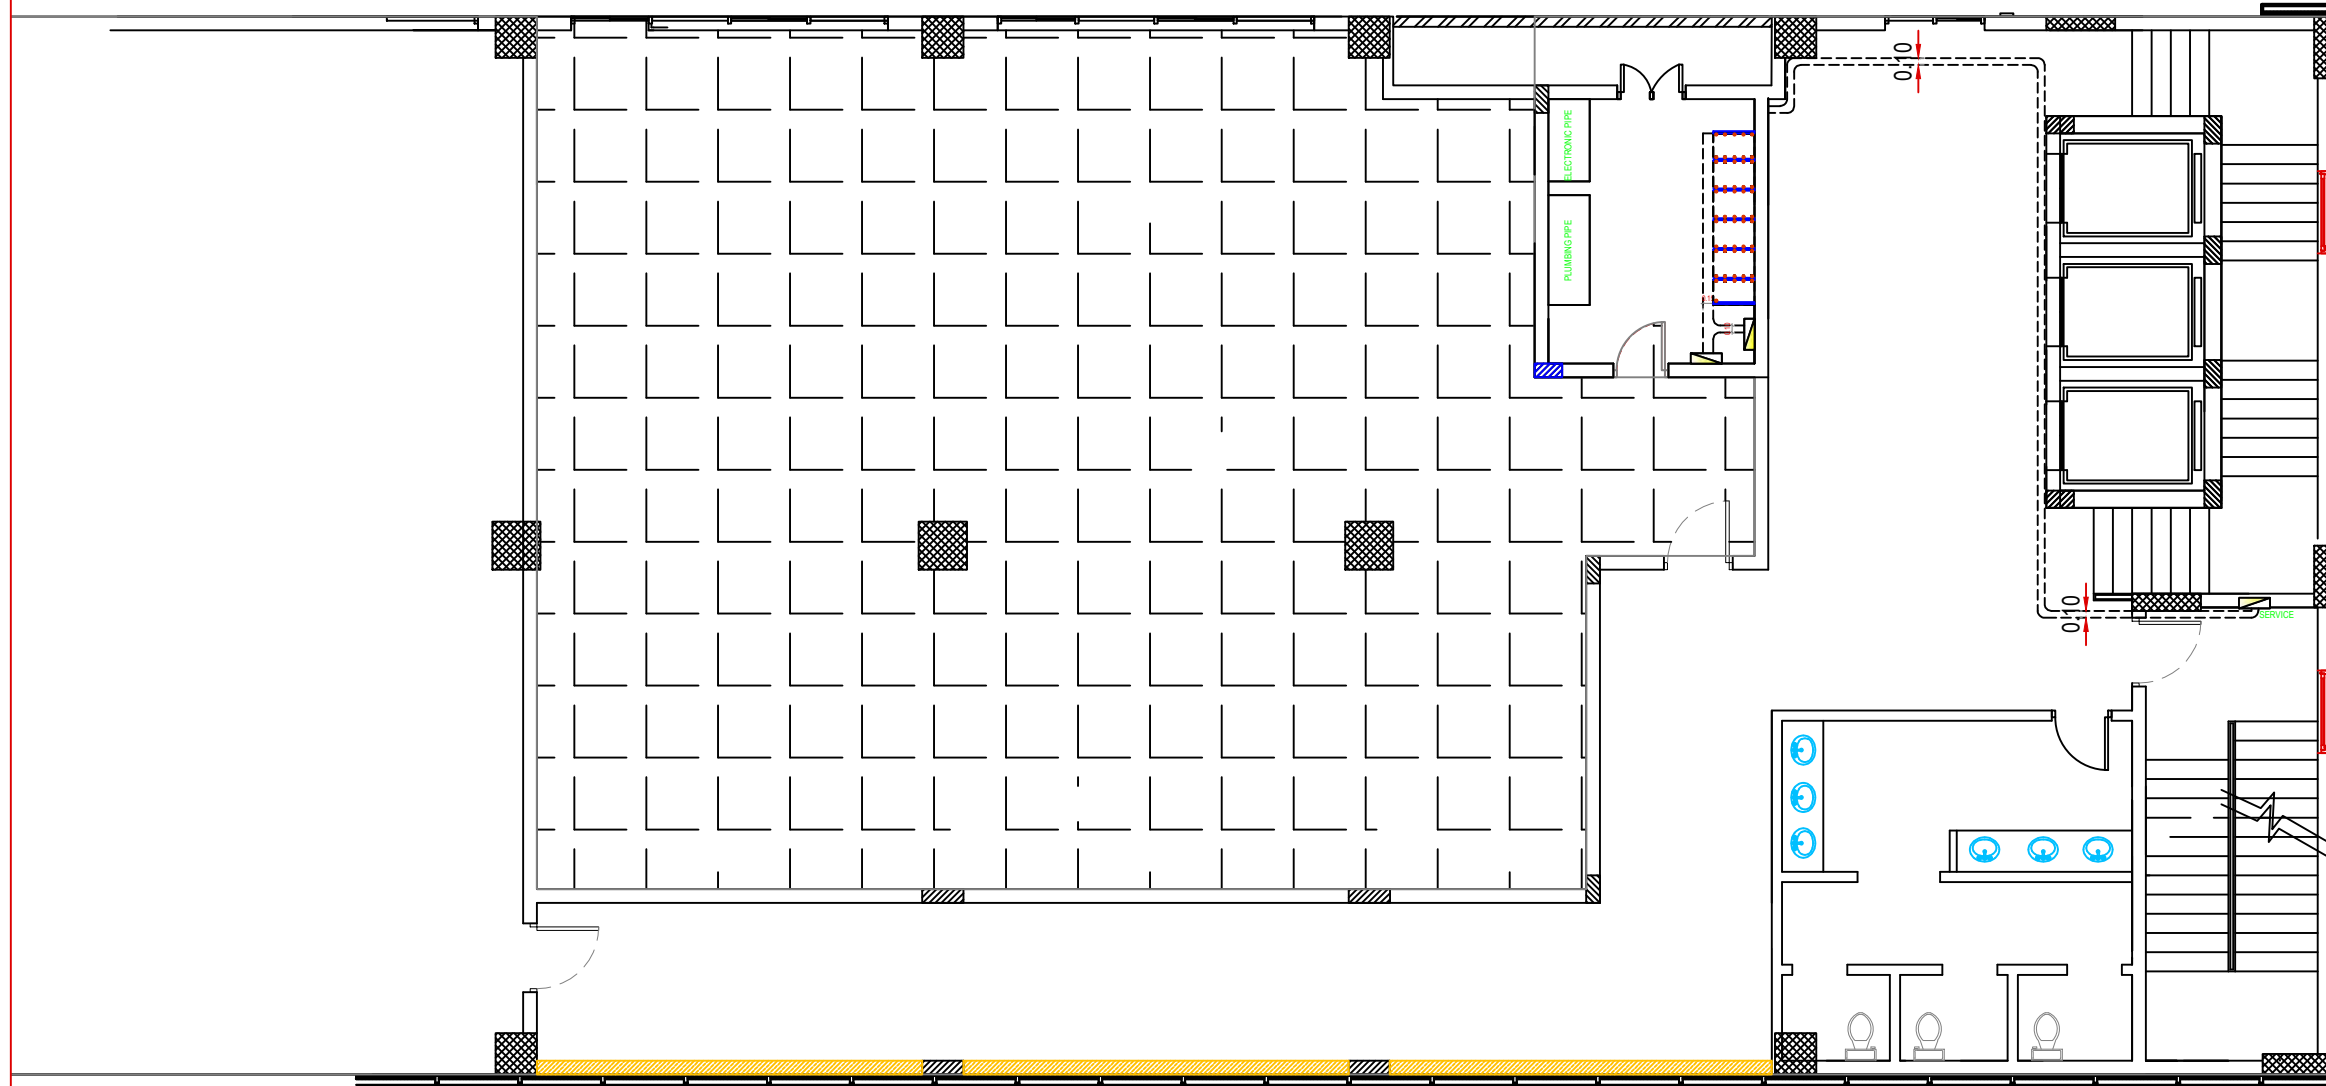 0.10
ELECTRONIC PIPE
PLUMBING PIPE
0.10
SERVICE